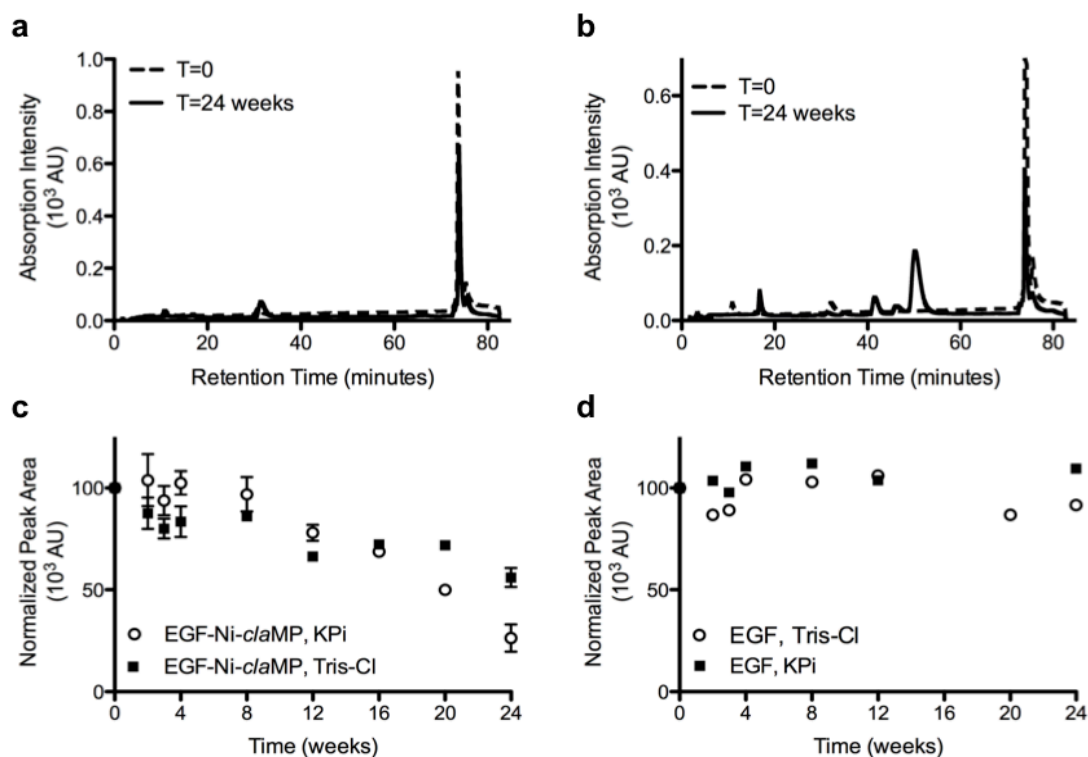 a
1.0
0.8
0.6
0.4
0.2
0.0
Absorption Intensity
(10³ AU)
T=0
T=24 weeks
0 20 40 60 80
Retention Time (minutes)
b
0.6
0.4
0.2
0.0
Absorption Intensity
(10³ AU)
T=0
T=24 weeks
0 20 40 60 80
Retention Time (minutes)
c
100
50
0
Normalized Peak Area
(10³ AU)
EGF-Ni-claMP, KPi
EGF-Ni-claMP, Tris-Cl
0 4 8 12 16 20 24
Time (weeks)
d
100
50
0
Normalized Peak Area
(10³ AU)
EGF, Tris-Cl
EGF, KPi
0 4 8 12 16 20 24
Time (weeks)